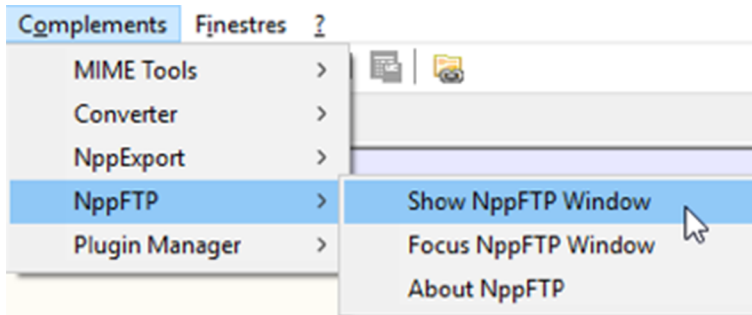 Complements Finestres ?
MIME Tools
Converter
NppExport
NppFTP
Plugin Manager
Show NppFTP Window
Focus NppFTP Window
About NppFTP